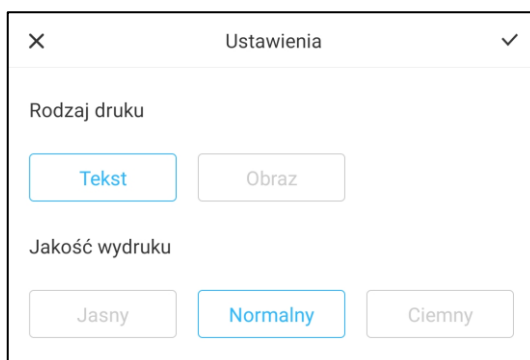 Ustawienia
Rodzaj druku
Tekst Obraz
Jakość wydruku
Jasny Normalny Ciemny